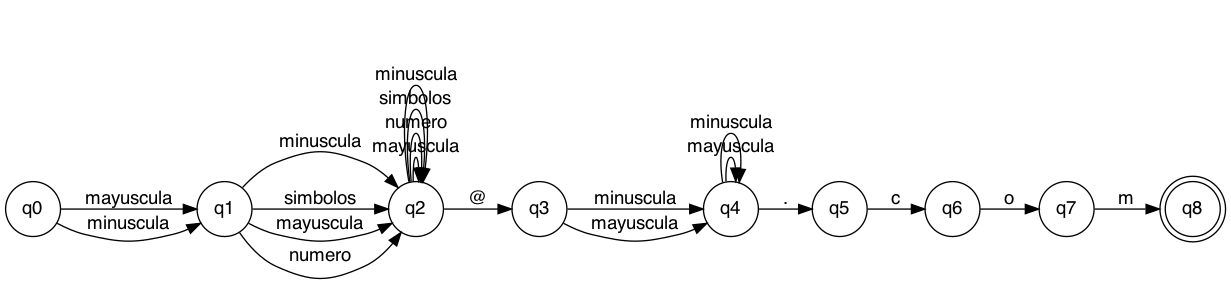 minuscula
simbolos
numero
mayuscula
minuscula
mayuscula
minuscula
simbolos
mayuscula
numero
mayuscula
minuscula
@
minuscula
mayuscula
.
c
o
m
q0
q1
q2
q3
q4
q5
q6
q7
q8